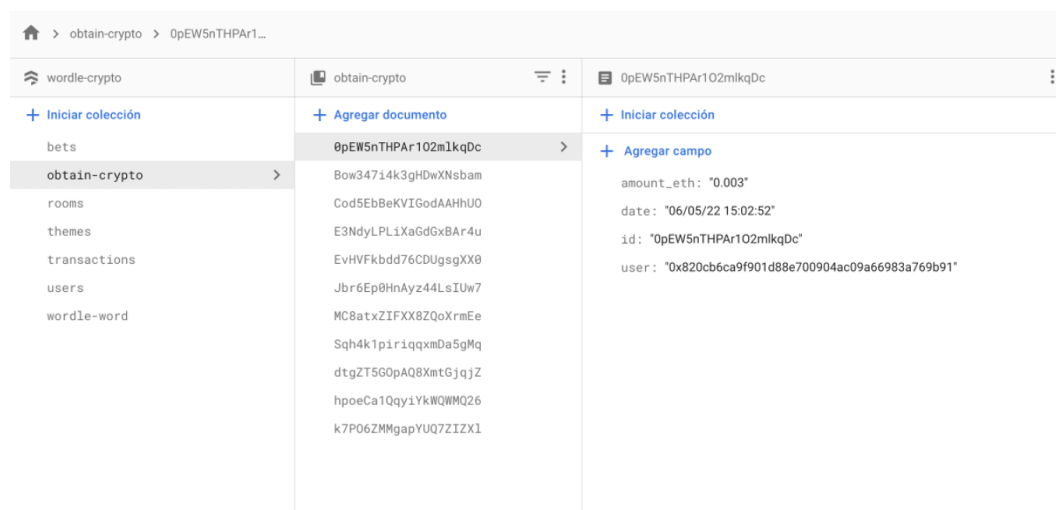 obtain-crypto > 0pEW5nTHPAr1...
wordle-crypto
Iniciar colección
bets
obtain-crypto
rooms
themes
transactions
users
wordle-word
obtain-crypto
Agregar documento
0pEW5nTHPAr1O2mlkqDc
Bow347i4k3gHDwXNsbam
Cod5EbBeKVIGodAAHhUO
E3NdyLPLiXaGdGxBAr4u
EvHVFkbdd76CDUgsgXX0
Jbr6Ep0HnAyz44LsIUw7
MC8atxZIFXX8ZQoXrmEe
Sqh4k1piriqqxmDa5gMq
dtgZT5GOpAQ8XmtGjqjZ
hpoeCa1QqyiYkWQWMQ26
k7PO6ZMMgapYUQ7ZIZXl
0pEW5nTHPAr1O2mlkqDc
Iniciar colección
Agregar campo
amount_eth: "0.003"
date: "06/05/22 15:02:52"
id: "0pEW5nTHPAr1O2mlkqDc"
user: "0x820cb6ca9f901d88e700904ac09a66983a769b91"